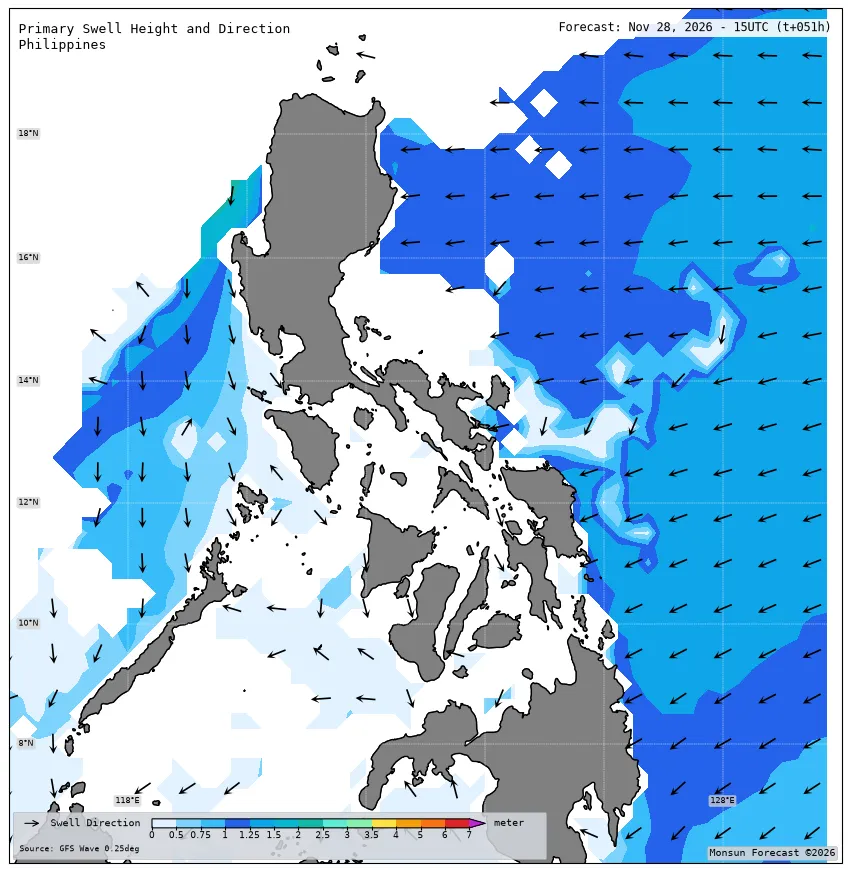 Primary Swell Height and Direction
Philippines
Forecast: Nov 28, 2026 - 15UTC (t+051h)
18°N
16°N
14°N
12°N
10°N
8°N
118°E
128°E
Swell Direction
0 0.5 0.75 1 1.25 1.5 2 2.5 3 3.5 4 5 6 7
meter
Source: GFS Wave 0.25deg
Monsun Forecast ©2026